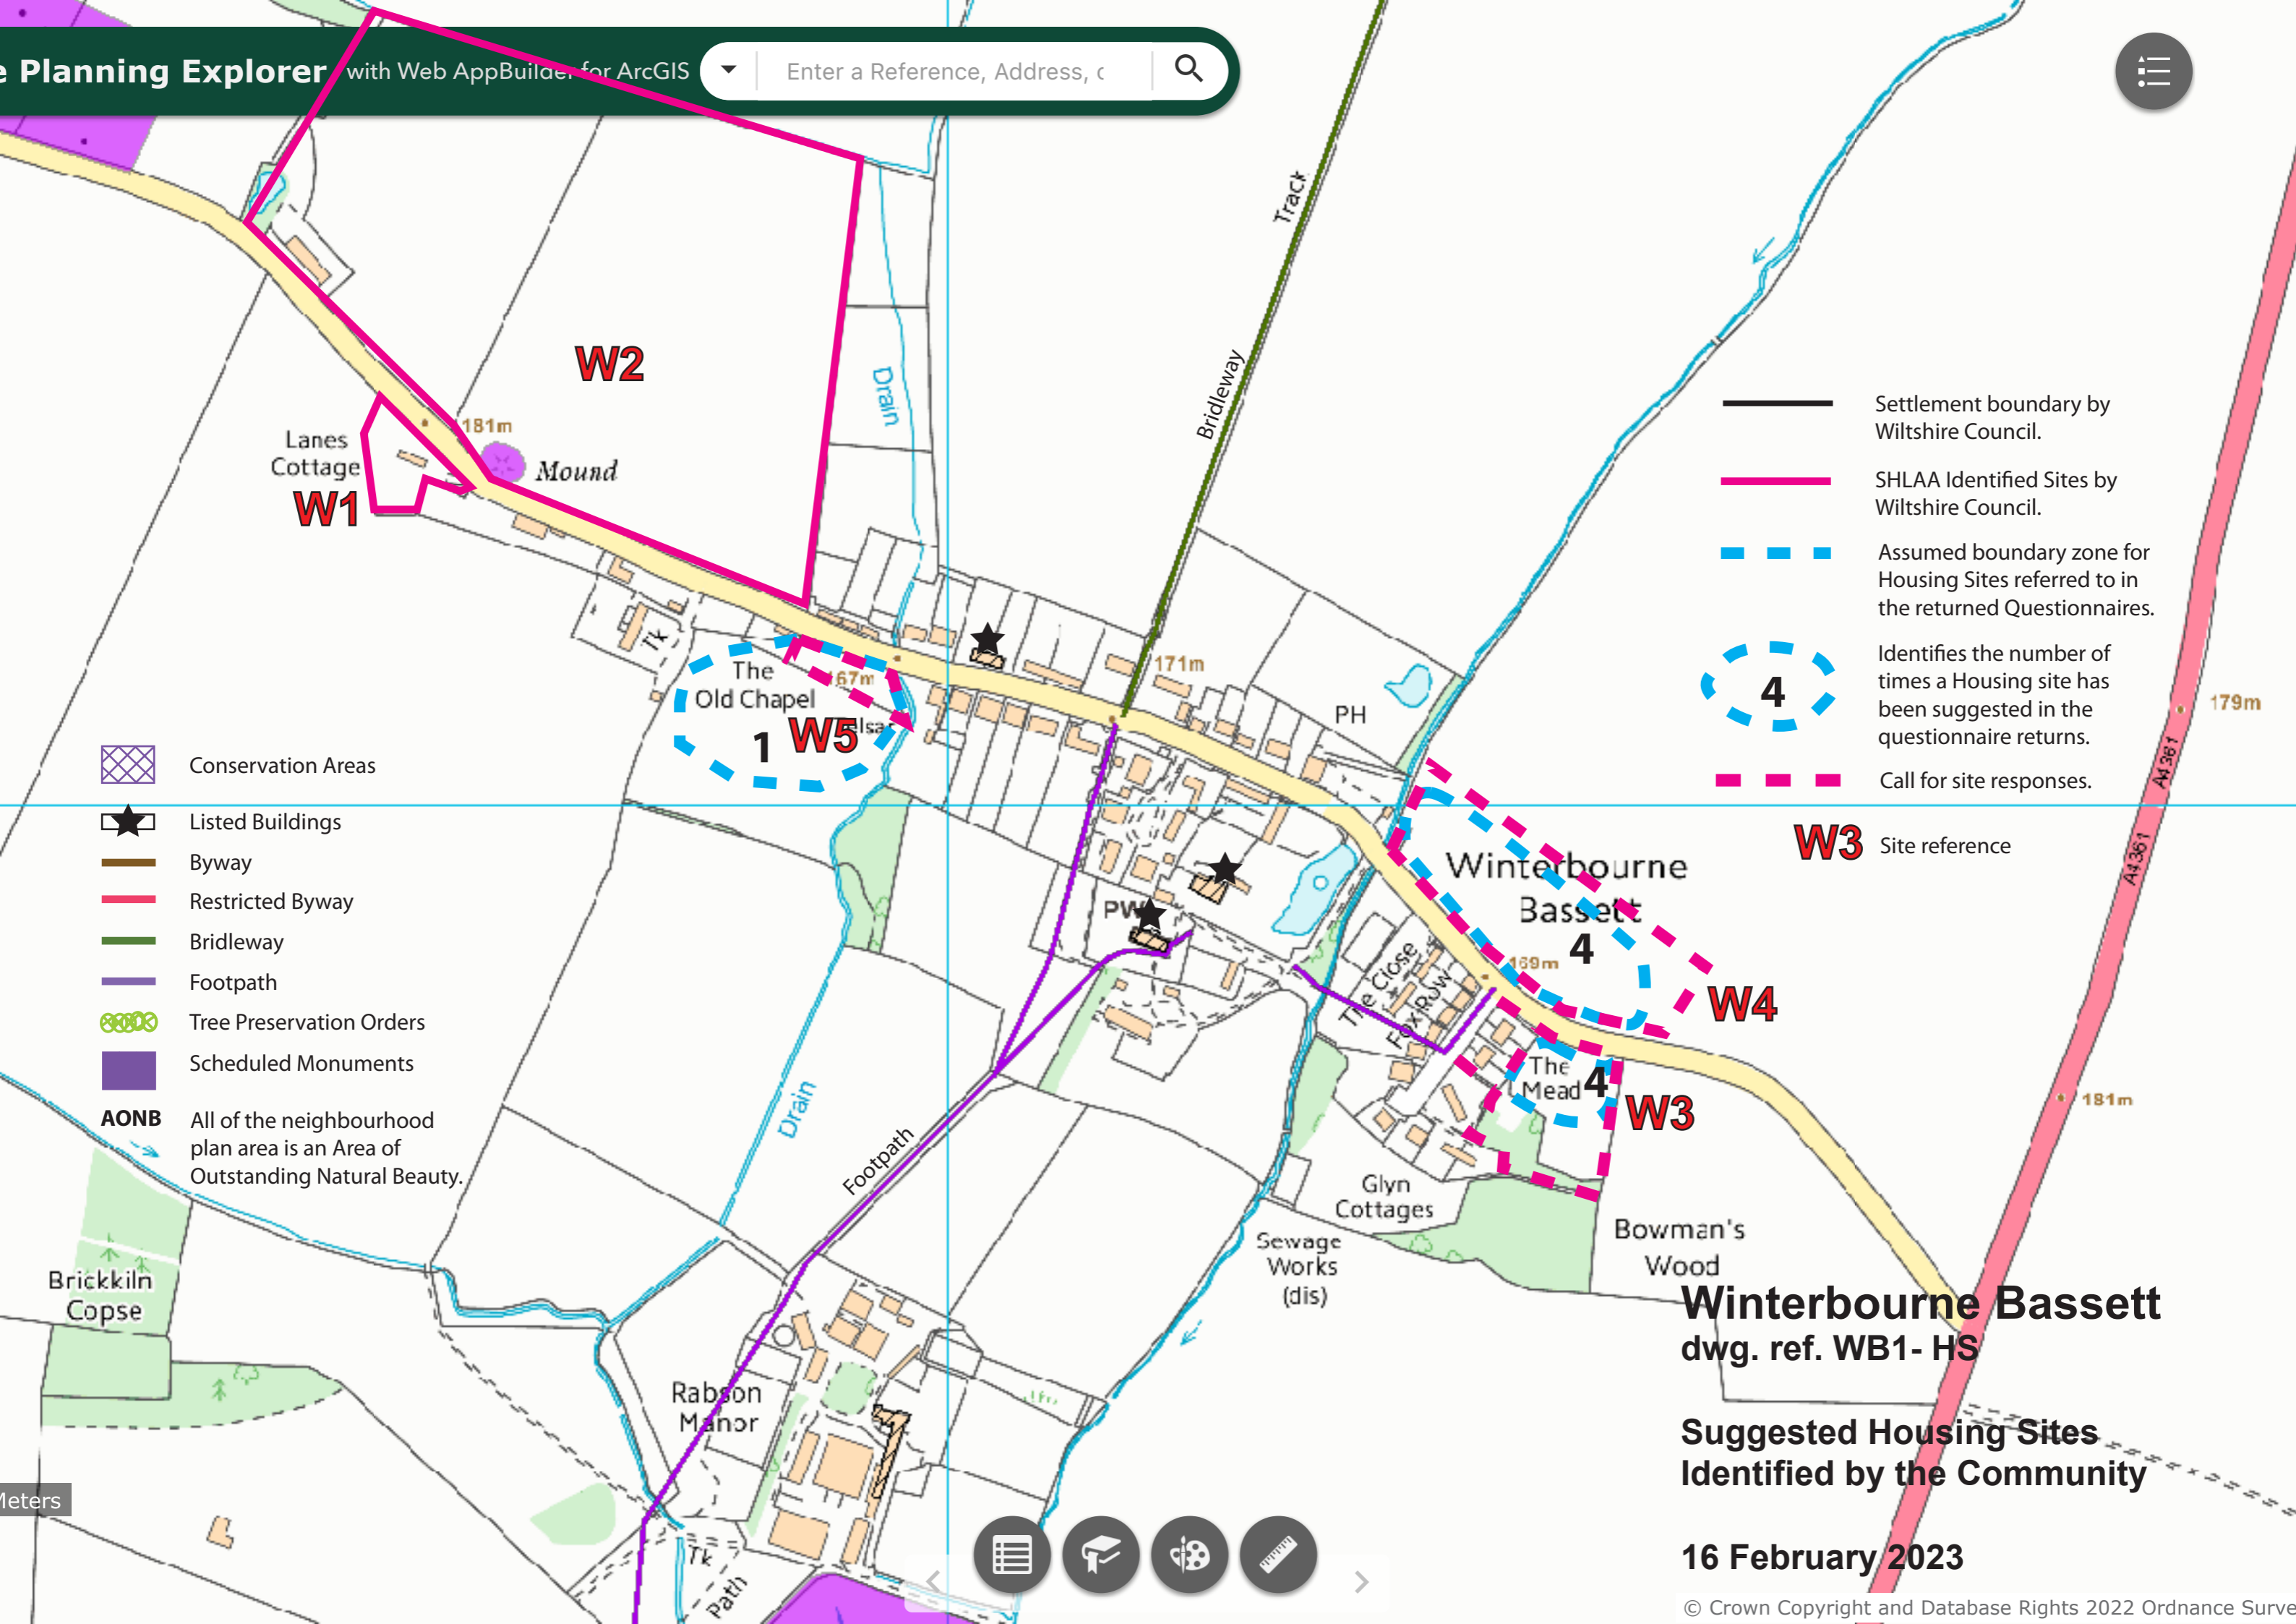 e Planning Explorer with Web AppBuilder for ArcGIS
Enter a Reference, Address, c
Track
Bridleway
Drain
W2
Lanes
Cottage
181m
Mound
W1
Tk
The
Old Chapel
167m
W5
1
171m
PH
PW
Winterbourne
Bassett
4
169m
W4
The Close
Fox Row
The
Mead
4
W3
Glyn
Cottages
Bowman's
Wood
Sewage
Works
(dis)
Drain
Footpath
Brickkiln
Copse
Rabson
Manor
Tk
Path
A4361
A4361
179m
181m
Settlement boundary by
Wiltshire Council.
SHLAA Identified Sites by
Wiltshire Council.
Assumed boundary zone for
Housing Sites referred to in
the returned Questionnaires.
4
Identifies the number of
times a Housing site has
been suggested in the
questionnaire returns.
Call for site responses.
W3 Site reference
Conservation Areas
Listed Buildings
Byway
Restricted Byway
Bridleway
Footpath
Tree Preservation Orders
Scheduled Monuments
AONB All of the neighbourhood
plan area is an Area of
Outstanding Natural Beauty.
Meters
Winterbourne Bassett
dwg. ref. WB1- HS
Suggested Housing Sites
Identified by the Community
16 February 2023
© Crown Copyright and Database Rights 2022 Ordnance Surve